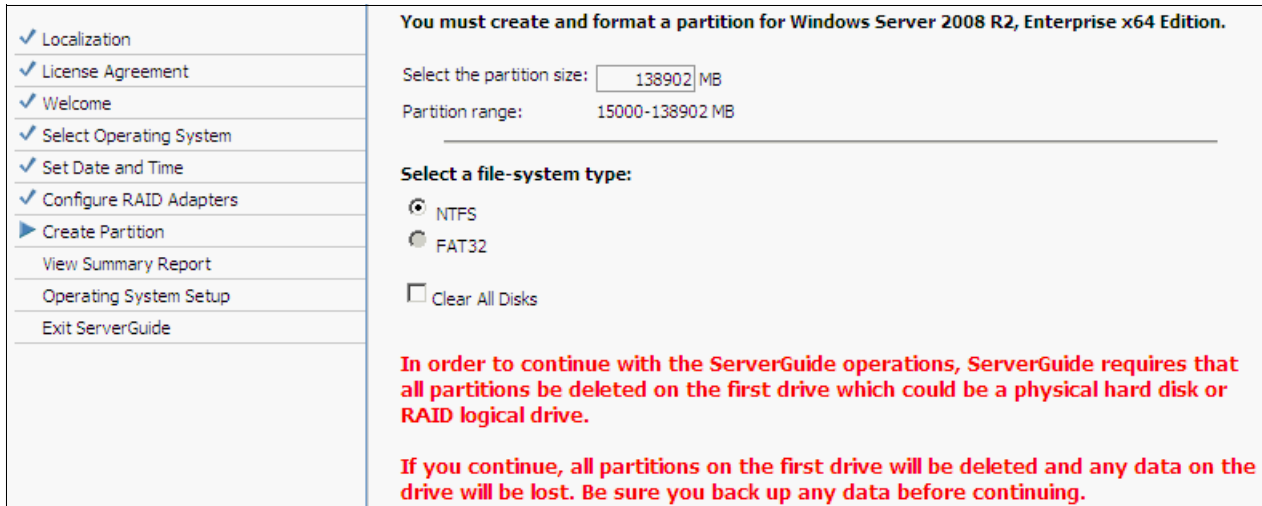 Localization
License Agreement
Welcome
Select Operating System
Set Date and Time
Configure RAID Adapters
Create Partition
View Summary Report
Operating System Setup
Exit ServerGuide
You must create and format a partition for Windows Server 2008 R2, Enterprise x64 Edition.
Select the partition size: 138902 MB
Partition range: 15000-138902 MB
Select a file-system type:
NTFS
FAT32
Clear All Disks
In order to continue with the ServerGuide operations, ServerGuide requires that
all partitions be deleted on the first drive which could be a physical hard disk or
RAID logical drive.
If you continue, all partitions on the first drive will be deleted and any data on the
drive will be lost. Be sure you back up any data before continuing.